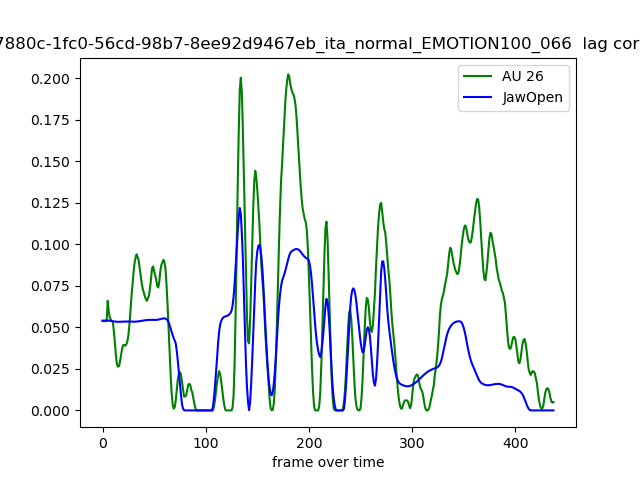 7880c-1fc0-56cd-98b7-8ee92d9467eb_ita_normal_EMOTION100_066 lag cor
AU 26
JawOpen
0.200
0.175
0.150
0.125
0.100
0.075
0.050
0.025
0.000
0 100 200 300 400
frame over time